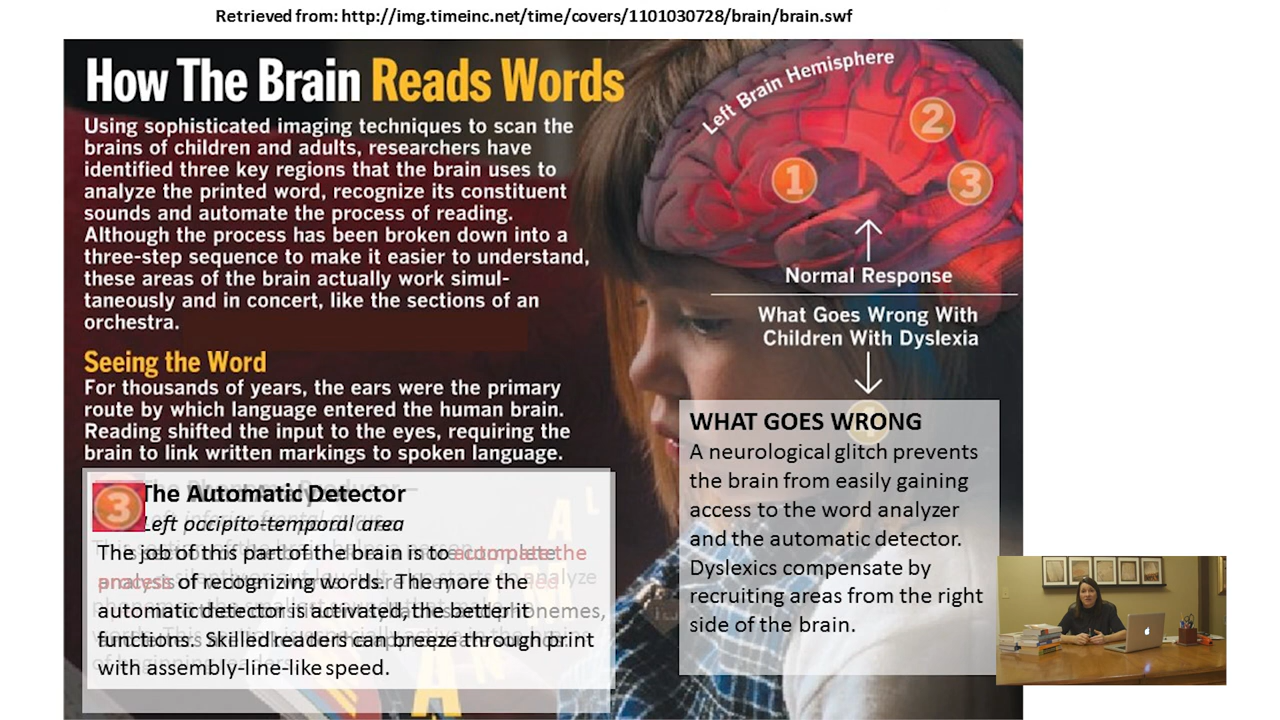 Retrieved from: http://img.timeinc.net/time/covers/1101030728/brain/brain.swf
How The Brain Reads Words
Using sophisticated imaging techniques to scan the
brains of children and adults, researchers have
identified three key regions that the brain uses to
analyze the printed word, recognize its constituent
sounds and automate the process of reading.
Although the process has been broken down into a
three-step sequence to make it easier to understand,
these areas of the brain actually work simul-
taneously and in concert, like the sections of an
orchestra.
Seeing the Word
For thousands of years, the ears were the primary
route by which language entered the human brain.
Reading shifted the input to the eyes, requiring the
brain to link written markings to spoken language.
3
The Automatic Detector
Left occipito-temporal area
The job of this part of the brain is to
of recognizing words. The more the
automatic detector is activated, the better it
functions. Skilled readers can breeze through print
with assembly-line-like speed.
Left Brain Hemisphere
2
1
3
Normal Response
What Goes Wrong With
Children With Dyslexia
WHAT GOES WRONG
A neurological glitch prevents
the brain from easily gaining
access to the word analyzer
and the automatic detector.
Dyslexics compensate by
recruiting areas from the right
side of the brain.